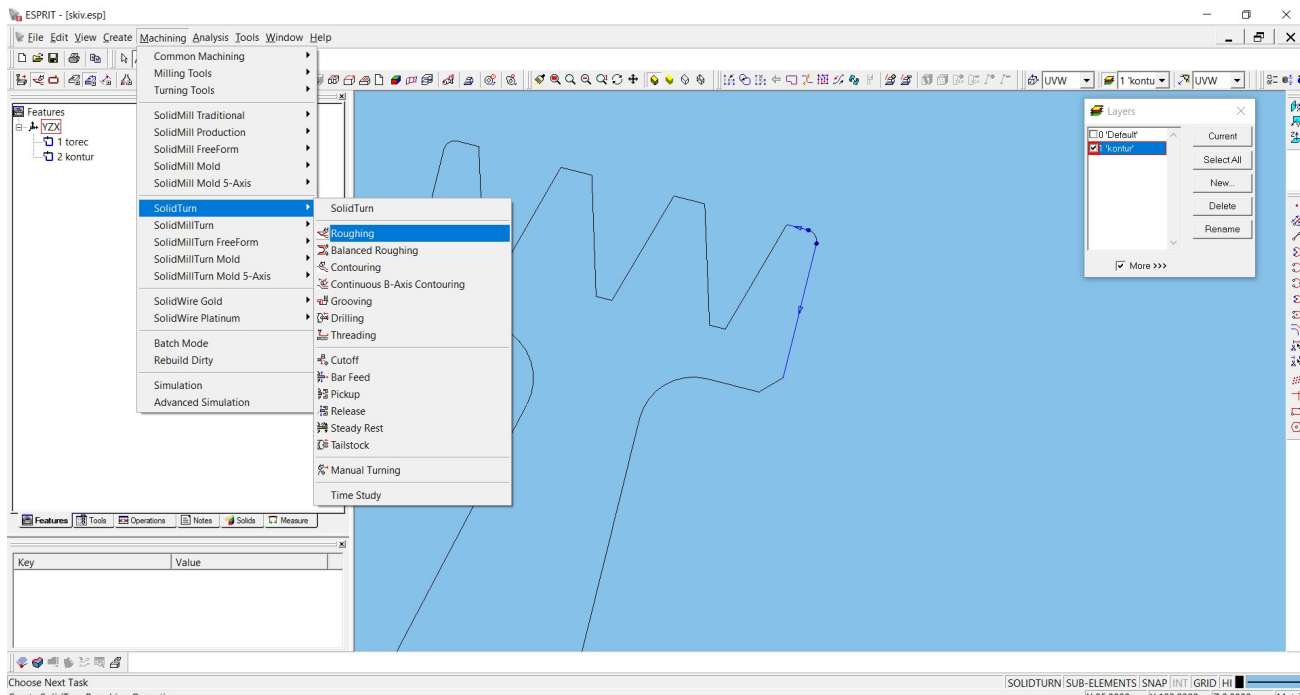 ESPRIT - [skiv.esp]
File Edit View Create Machining Analysis Tools Window Help
UVW 1 'kontu UVW
Common Machining
Milling Tools
Turning Tools
SolidMill Traditional
SolidMill Production
SolidMill FreeForm
SolidMill Mold
SolidMill Mold 5-Axis
SolidTurn
SolidMillTurn
SolidMillTurn FreeForm
SolidMillTurn Mold
SolidMillTurn Mold 5-Axis
SolidWire Gold
SolidWire Platinum
Batch Mode
Rebuild Dirty
Simulation
Advanced Simulation
SolidTurn
Roughing
Balanced Roughing
Contouring
Continuous B-Axis Contouring
Grooving
Drilling
Threading
Cutoff
Bar Feed
Pickup
Release
Steady Rest
Tailstock
Manual Turning
Time Study
Features
YZX
1 torec
2 kontur
Layers
0 'Default'
1 'kontur'
Current
Select All
New...
Delete
Rename
More >>>
Features Tools Operations Notes Solids Measure
Key Value
Choose Next Task
SOLIDTURN SUB-ELEMENTS SNAP INT GRID HI